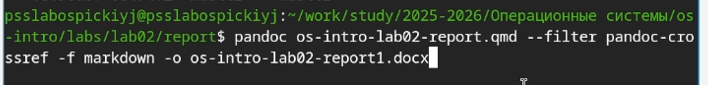 psslabospickiyj@psslabospickiyj:~/work/study/2025-2026/Операционные системы/os
-intro/labs/lab02/report$ pandoc os-intro-lab02-report.qmd --filter pandoc-cro
ssref -f markdown -o os-intro-lab02-report1.docx